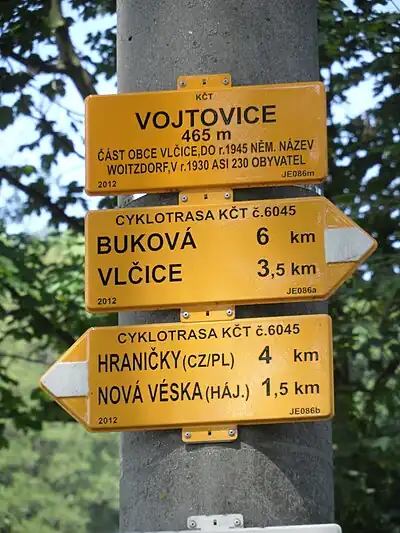 KČT
VOJTOVICE
465 m
ČÁST OBCE VLČICE,DO r.1945 NĚM. NÁZEV
WOITZDORF,V r.1930 ASI 230 OBYVATEL
2012 JE086m
CYKLOTRASA KČT č.6045
BUKOVÁ 6 km
VLČICE 3,5 km
2012 JE086a
CYKLOTRASA KČT č.6045
HRANIČKY(CZ/PL) 4 km
NOVÁ VÉSKA(HÁJ.) 1,5 km
2012 JE086b